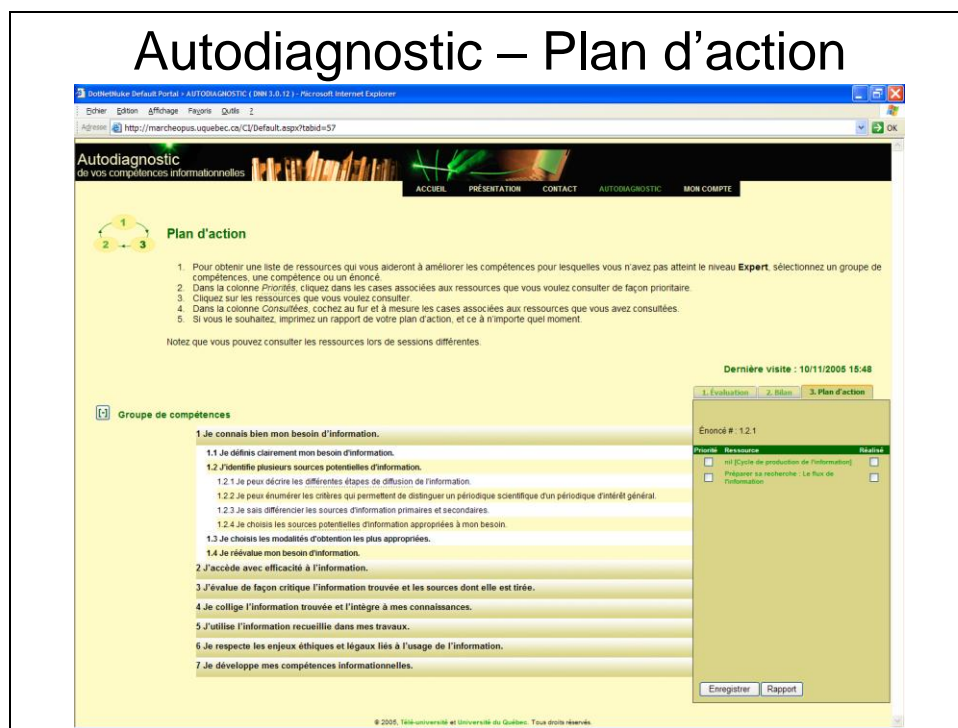 Autodiagnostic – Plan d'action
DotNetNuke Default Portal > AUTODIAGNOSTIC ( DNN 3.0.12 ) - Microsoft Internet Explorer
Fichier Edition Affichage Favoris Outils ?
Adresse http://marcheopus.uquebec.ca/CI/Default.aspx?tabid=57 OK
Autodiagnostic
de vos compétences informationnelles
ACCUEIL PRÉSENTATION CONTACT AUTODIAGNOSTIC MON COMPTE
1
2 3
Plan d'action
1. Pour obtenir une liste de ressources qui vous aideront à améliorer les compétences pour lesquelles vous n'avez pas atteint le niveau Expert, sélectionnez un groupe de
compétences, une compétence ou un énoncé.
2. Dans la colonne Priorités, cliquez dans les cases associées aux ressources que vous voulez consulter de façon prioritaire.
3. Cliquez sur les ressources que vous voulez consulter.
4. Dans la colonne Consultées, cochez au fur et à mesure les cases associées aux ressources que vous avez consultées.
5. Si vous le souhaitez, imprimez un rapport de votre plan d'action, et ce à n'importe quel moment.
Notez que vous pouvez consulter les ressources lors de sessions différentes.
Dernière visite : 10/11/2005 15:48
1. Évaluation 2. Bilan 3. Plan d'action
[-] Groupe de compétences
1 Je connais bien mon besoin d'information.
1.1 Je définis clairement mon besoin d'information.
1.2 J'identifie plusieurs sources potentielles d'information.
1.2.1 Je peux décrire les différentes étapes de diffusion de l'information.
1.2.2 Je peux énumérer les critères qui permettent de distinguer un périodique scientifique d'un périodique d'intérêt général.
1.2.3 Je sais différencier les sources d'information primaires et secondaires.
1.2.4 Je choisis les sources potentielles d'information appropriées à mon besoin.
1.3 Je choisis les modalités d'obtention les plus appropriées.
1.4 Je réévalue mon besoin d'information.
2 J'accède avec efficacité à l'information.
3 J'évalue de façon critique l'information trouvée et les sources dont elle est tirée.
4 Je collige l'information trouvée et l'intègre à mes connaissances.
5 J'utilise l'information recueillie dans mes travaux.
6 Je respecte les enjeux éthiques et légaux liés à l'usage de l'information.
7 Je développe mes compétences informationnelles.
Énoncé # : 1.2.1
Priorité Ressource Réalisé
nil [Cycle de production de l'information]
Préparer sa recherche : Le flux de
l'information
Enregistrer Rapport
© 2005, Télé-université et Université du Québec. Tous droits réservés